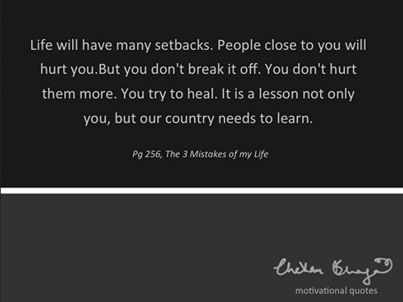 Life will have many setbacks. People close to you will
hurt you.But you don't break it off. You don't hurt
them more. You try to heal. It is a lesson not only
you, but our country needs to learn.
Pg 256, The 3 Mistakes of my Life
Chetan Bhagat
motivational quotes